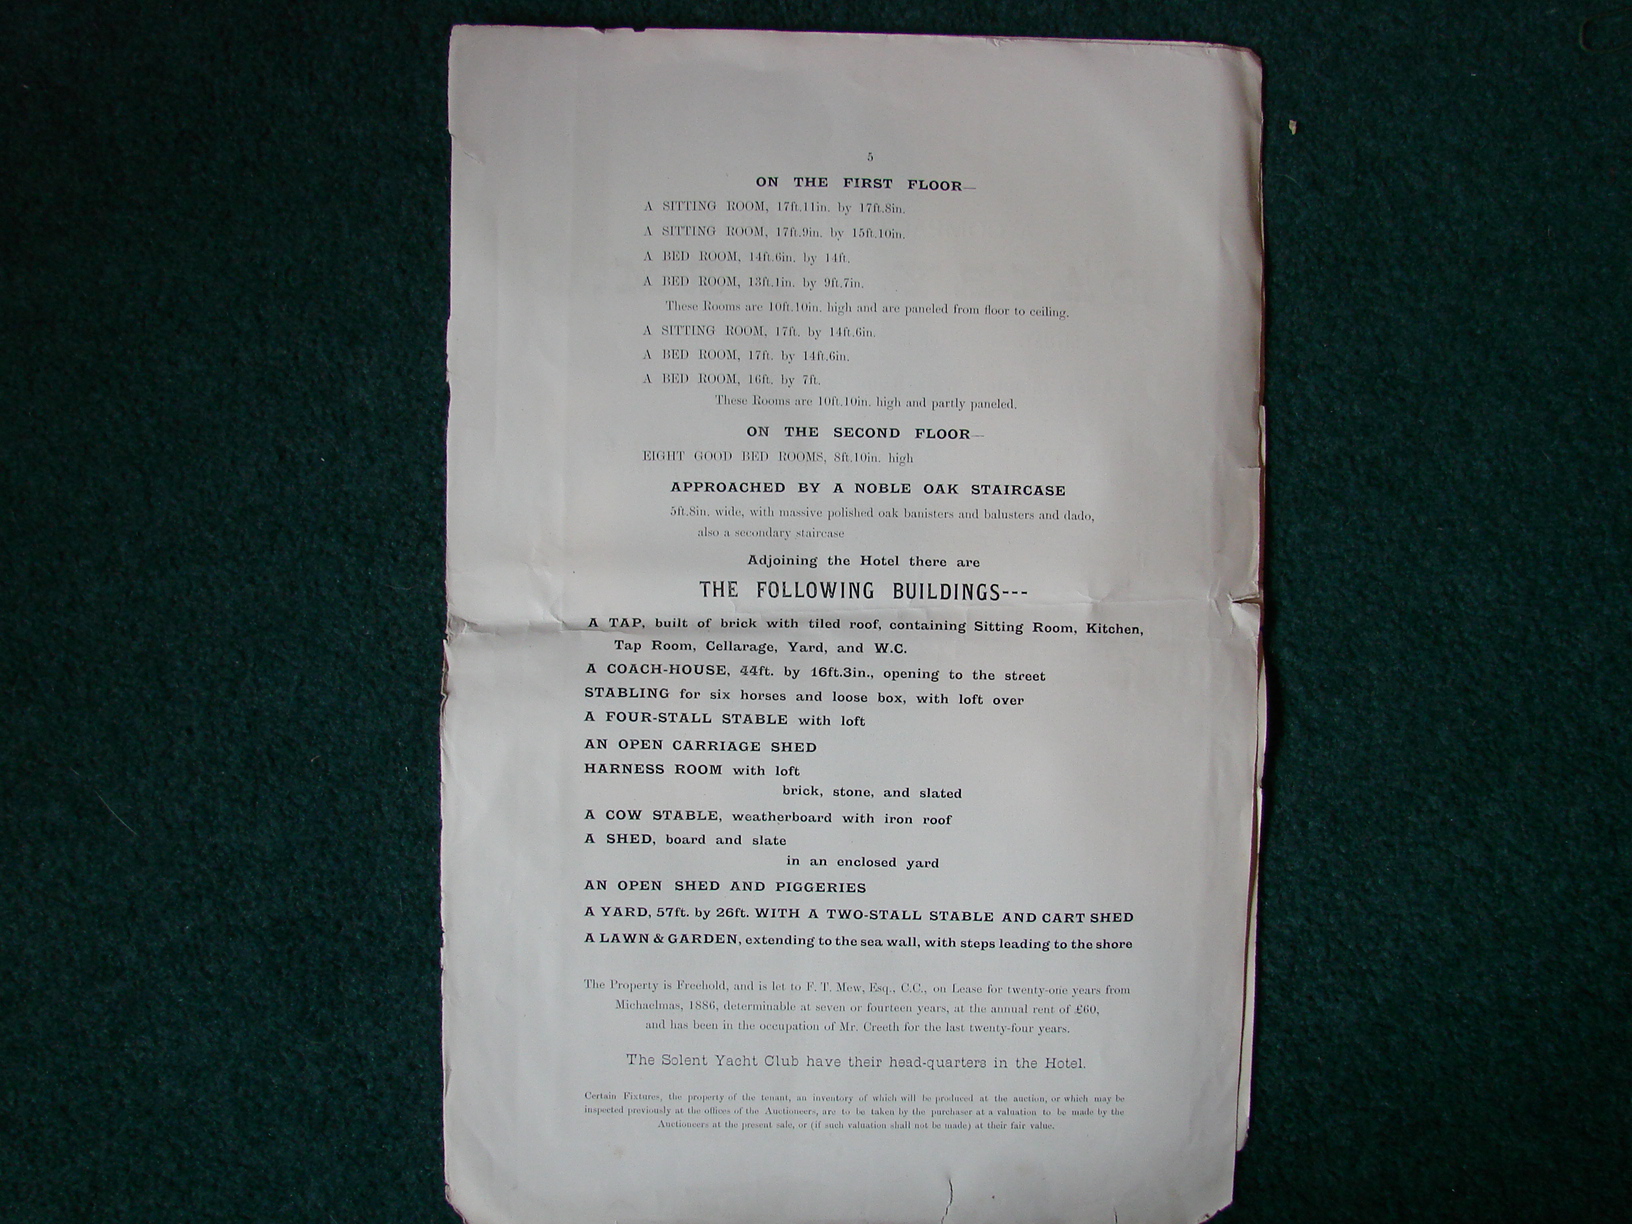 5
ON THE FIRST FLOOR—
A SITTING ROOM, 17ft.11in. by 17ft.8in.
A SITTING ROOM, 17ft.9in. by 15ft.10in.
A BED ROOM, 14ft.6in. by 14ft.
A BED ROOM, 13ft.1in. by 9ft.7in.
These Rooms are 10ft.10in. high and are paneled from floor to ceiling.
A SITTING ROOM, 17ft. by 14ft.6in.
A BED ROOM, 17ft. by 14ft.6in.
A BED ROOM, 16ft. by 7ft.
These Rooms are 10ft.10in. high and partly paneled.
ON THE SECOND FLOOR—
EIGHT GOOD BED ROOMS, 8ft.10in. high
APPROACHED BY A NOBLE OAK STAIRCASE
5ft.8in. wide, with massive polished oak banisters and balusters and dado,
also a secondary staircase
Adjoining the Hotel there are
THE FOLLOWING BUILDINGS---
A TAP, built of brick with tiled roof, containing Sitting Room, Kitchen,
Tap Room, Cellarage, Yard, and W.C.
A COACH-HOUSE, 44ft. by 16ft.3in., opening to the street
STABLING for six horses and loose box, with loft over
A FOUR-STALL STABLE with loft
AN OPEN CARRIAGE SHED
HARNESS ROOM with loft
brick, stone, and slated
A COW STABLE, weatherboard with iron roof
A SHED, board and slate
in an enclosed yard
AN OPEN SHED AND PIGGERIES
A YARD, 57ft. by 26ft. WITH A TWO-STALL STABLE AND CART SHED
A LAWN & GARDEN, extending to the sea wall, with steps leading to the shore
The Property is Freehold, and is let to F. T. Mew, Esq., C.C., on Lease for twenty-one years from
Michaelmas, 1886, determinable at seven or fourteen years, at the annual rent of £60,
and has been in the occupation of Mr. Creeth for the last twenty-four years.
The Solent Yacht Club have their head-quarters in the Hotel.
Certain Fixtures, the property of the tenant, an inventory of which will be produced at the auction, or which may be
inspected previously at the offices of the Auctioneers, are to be taken by the purchaser at a valuation to be made by the
Auctioneers at the present sale, or (if such valuation shall not be made) at their fair value.